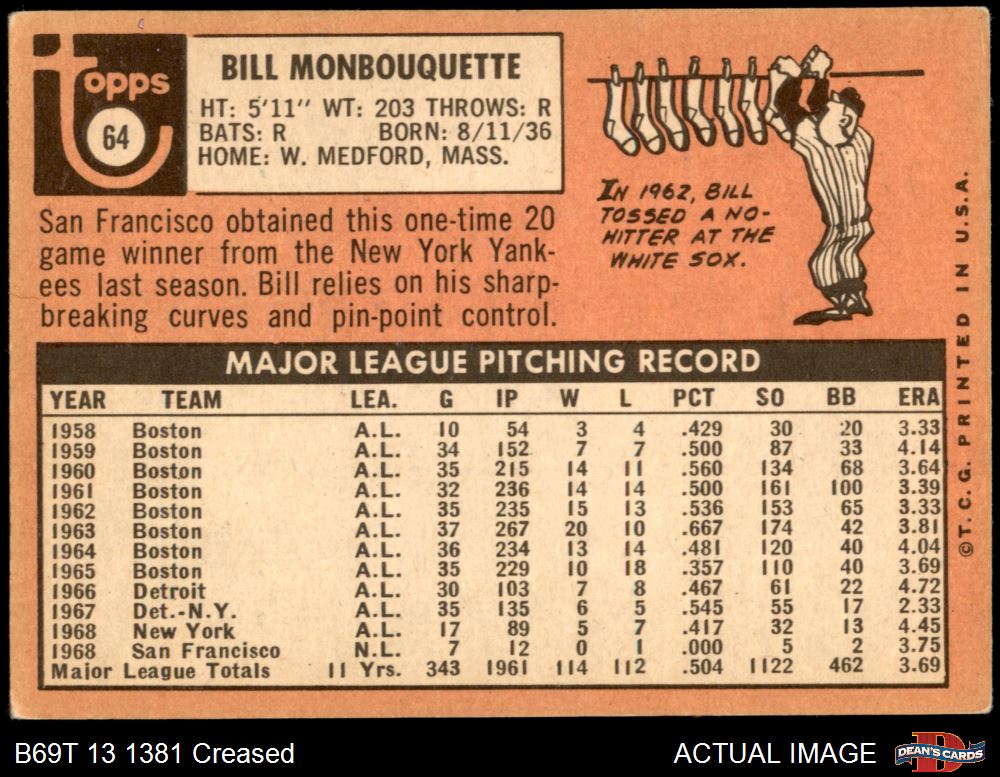 Topps
64
BILL MONBOUQUETTE
HT: 5'11" WT: 203 THROWS: R
BATS: R BORN: 8/11/36
HOME: W. MEDFORD, MASS.
San Francisco obtained this one-time 20
game winner from the New York Yank-
ees last season. Bill relies on his sharp-
breaking curves and pin-point control.
IN 1962, BILL
TOSSED A NO-
HITTER AT THE
WHITE SOX.
MAJOR LEAGUE PITCHING RECORD
YEAR TEAM LEA. G IP W L PCT SO BB ERA
1958 Boston A.L. 10 54 3 4 .429 30 20 3.33
1959 Boston A.L. 34 152 7 7 .500 87 33 4.14
1960 Boston A.L. 35 215 14 11 .560 134 68 3.64
1961 Boston A.L. 32 236 14 14 .500 161 100 3.39
1962 Boston A.L. 35 235 15 13 .536 153 65 3.33
1963 Boston A.L. 37 267 20 10 .667 174 42 3.81
1964 Boston A.L. 36 234 13 14 .481 120 40 4.04
1965 Boston A.L. 35 229 10 18 .357 110 40 3.69
1966 Detroit A.L. 30 103 7 8 .467 61 22 4.72
1967 Det.-N.Y. A.L. 35 135 6 5 .545 55 17 2.33
1968 New York A.L. 17 89 5 7 .417 32 13 4.45
1968 San Francisco N.L. 7 12 0 1 .000 5 2 3.75
Major League Totals 11 Yrs. 343 1961 114 112 .504 1122 462 3.69
©T.C.G. PRINTED IN U.S.A.
B69T 13 1381 Creased
ACTUAL IMAGE
DEAN'S CARDS